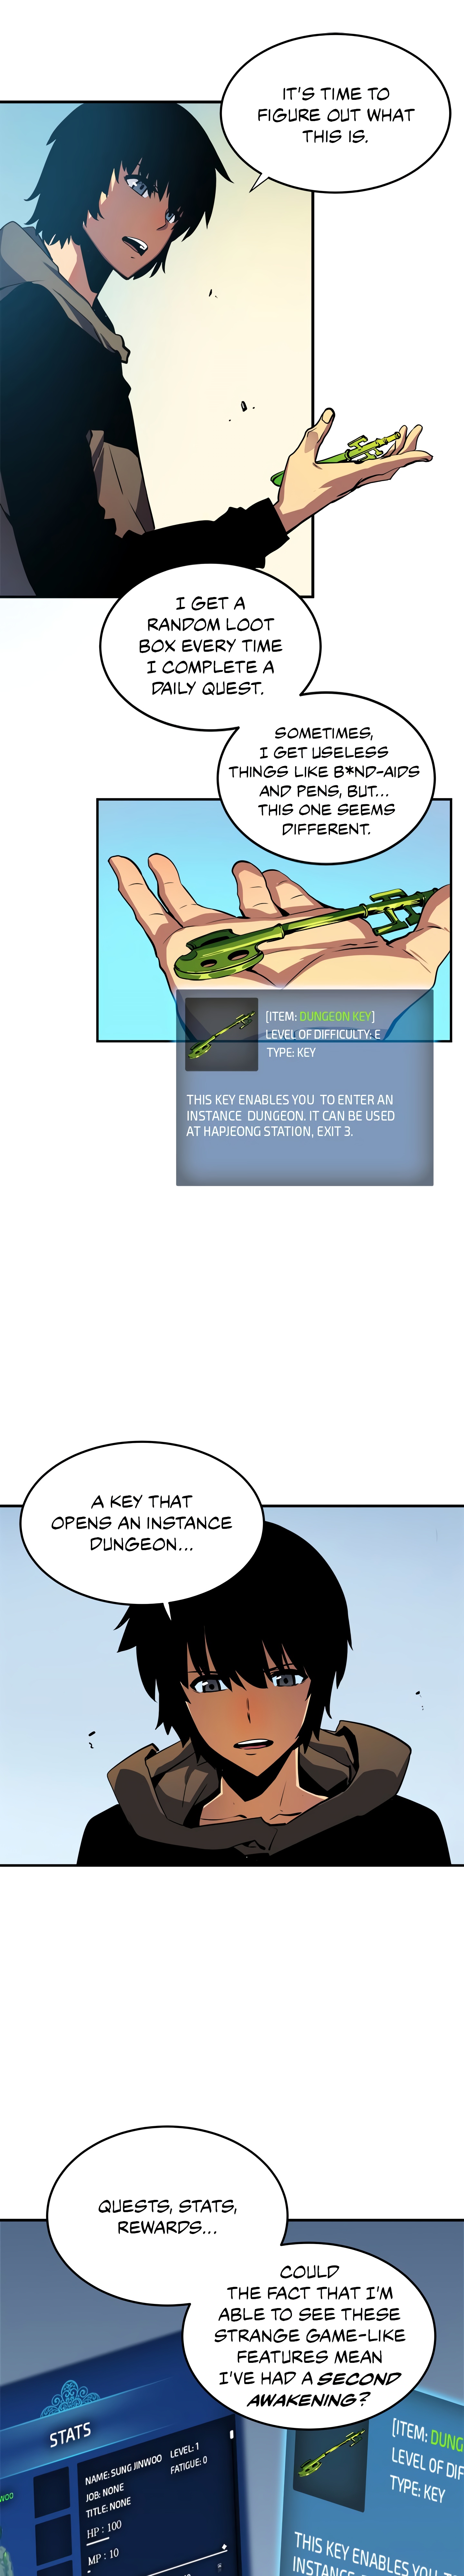 IT'S TIME TO
FIGURE OUT WHAT
THIS IS.
I GET A
RANDOM LOOT
BOX EVERY TIME
I COMPLETE A
DAILY QUEST.
SOMETIMES,
I GET USELESS
THINGS LIKE B*ND-AIDS
AND PENS, BUT...
THIS ONE SEEMS
DIFFERENT.
[ITEM: DUNGEON KEY]
LEVEL OF DIFFICULTY: E
TYPE: KEY
THIS KEY ENABLES YOU TO ENTER AN
INSTANCE DUNGEON. IT CAN BE USED
AT HAPJEONG STATION, EXIT 3.
A KEY THAT
OPENS AN INSTANCE
DUNGEON...
QUESTS, STATS,
REWARDS...
COULD
THE FACT THAT I'M
ABLE TO SEE THESE
STRANGE GAME-LIKE
FEATURES MEAN
I'VE HAD A SECOND
AWAKENING?
STATS
NAME: SUNG JINWOO
LEVEL: 1
JOB: NONE
FATIGUE: 0
TITLE: NONE
HP : 100
MP : 10
[ITEM: DUNG
LEVEL OF DIF
TYPE: KEY
THIS KEY ENABLES YOU T